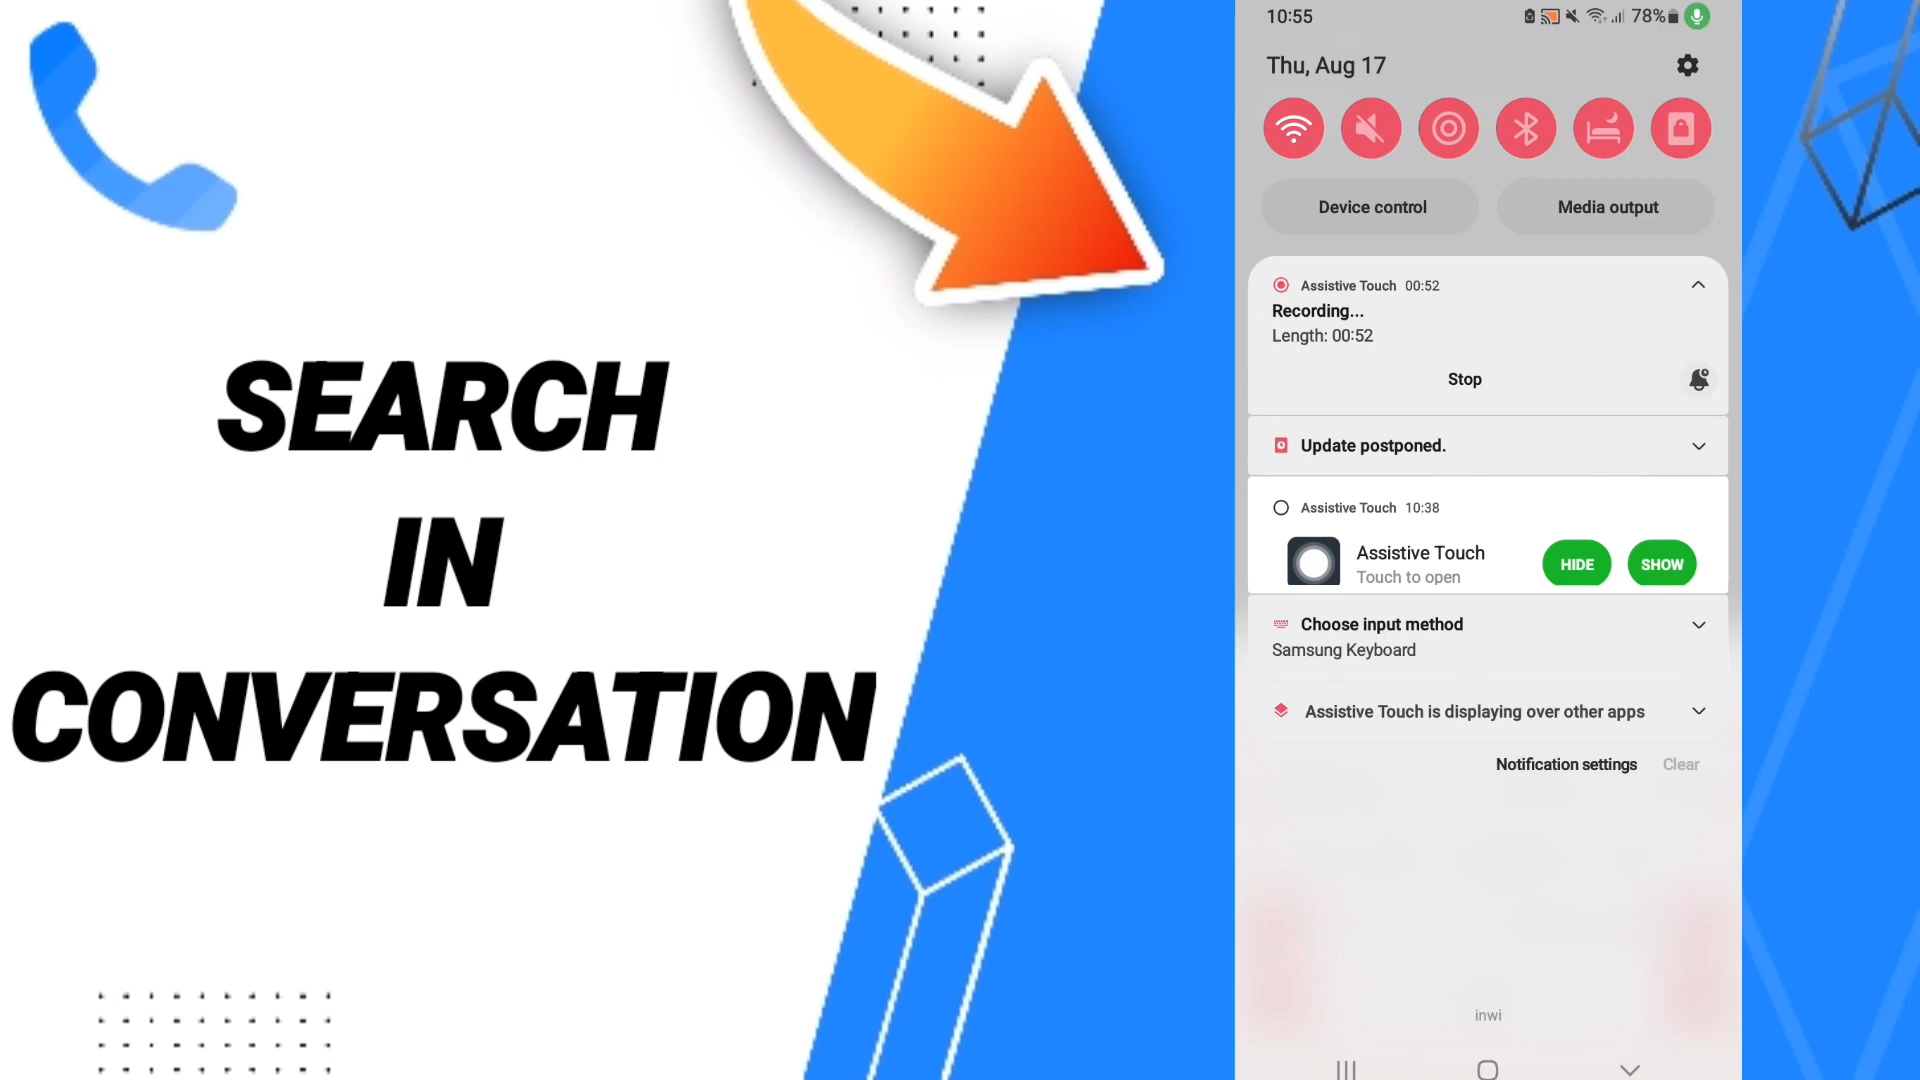 SEARCH
IN
CONVERSATION
10:55
78%
Thu, Aug 17
Device control
Media output
Assistive Touch 00:52
Recording...
Length: 00:52
Stop
Update postponed.
Assistive Touch 10:38
Assistive Touch
Touch to open
HIDE
SHOW
Choose input method
Samsung Keyboard
Assistive Touch is displaying over other apps
Notification settings
Clear
inwi